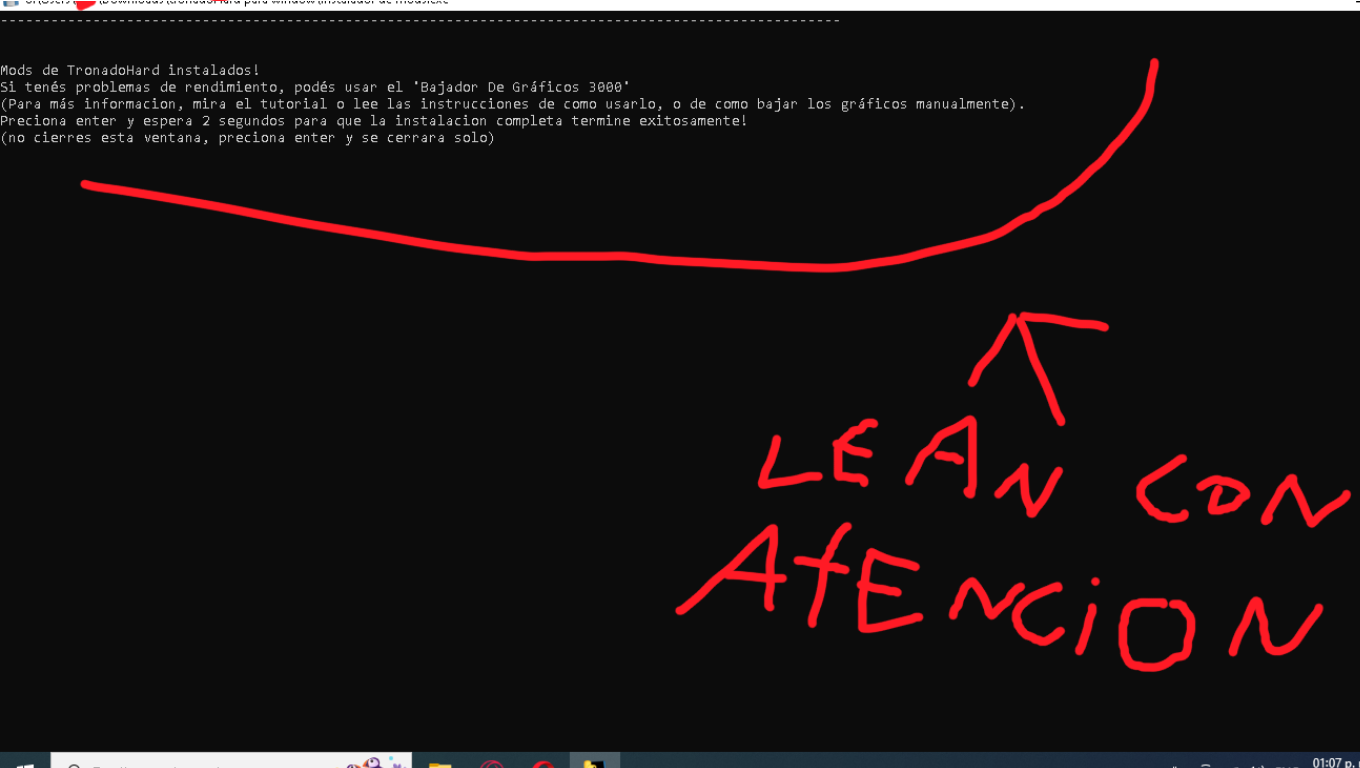 Mods de TronadoHard instalados!
Si tenés problemas de rendimiento, podés usar el 'Bajador De Gráficos 3000'
(Para más informacion, mira el tutorial o lee las instrucciones de como usarlo, o de como bajar los gráficos manualmente).
Preciona enter y espera 2 segundos para que la instalacion completa termine exitosamente!
(no cierres esta ventana, preciona enter y se cerrara solo)
LEAN CON
AtENCiON
01:07 p.